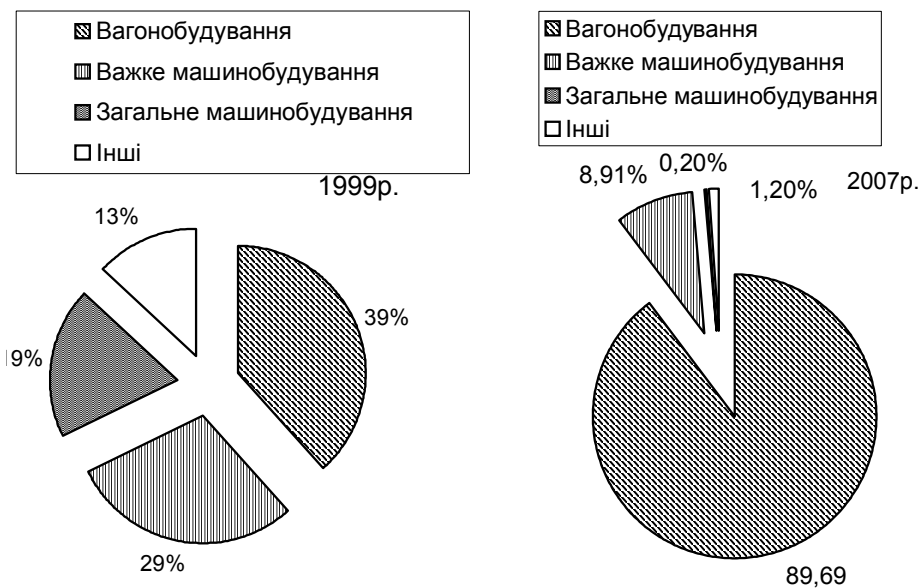 Вагонобудування
Важке машинобудування
Загальне машинобудування
Інші
1999р.
13%
39%
9%
29%
Вагонобудування
Важке машинобудування
Загальне машинобудування
Інші
8,91%
0,20%
1,20%
2007р.
89,69